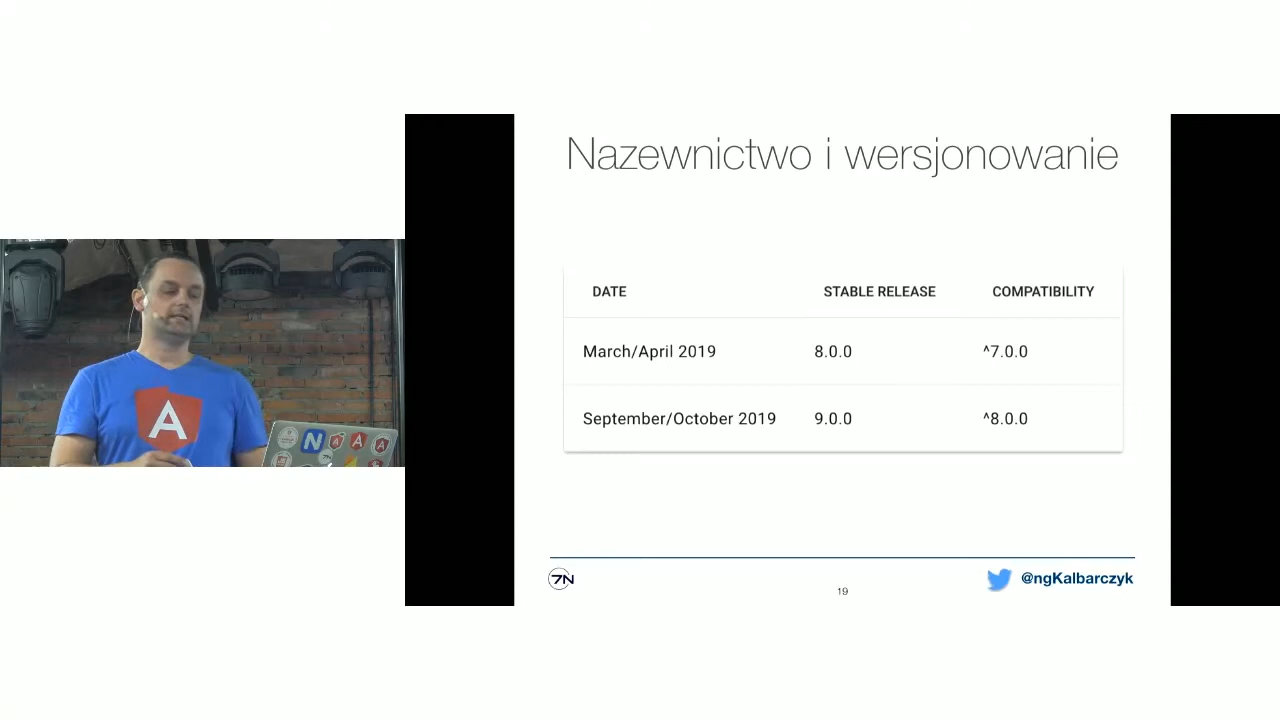 Nazewnictwo i wersjonowanie
DATE STABLE RELEASE COMPATIBILITY
March/April 2019 8.0.0 ^7.0.0
September/October 2019 9.0.0 ^8.0.0
7N 19 @ngKalbarczyk
A
N A